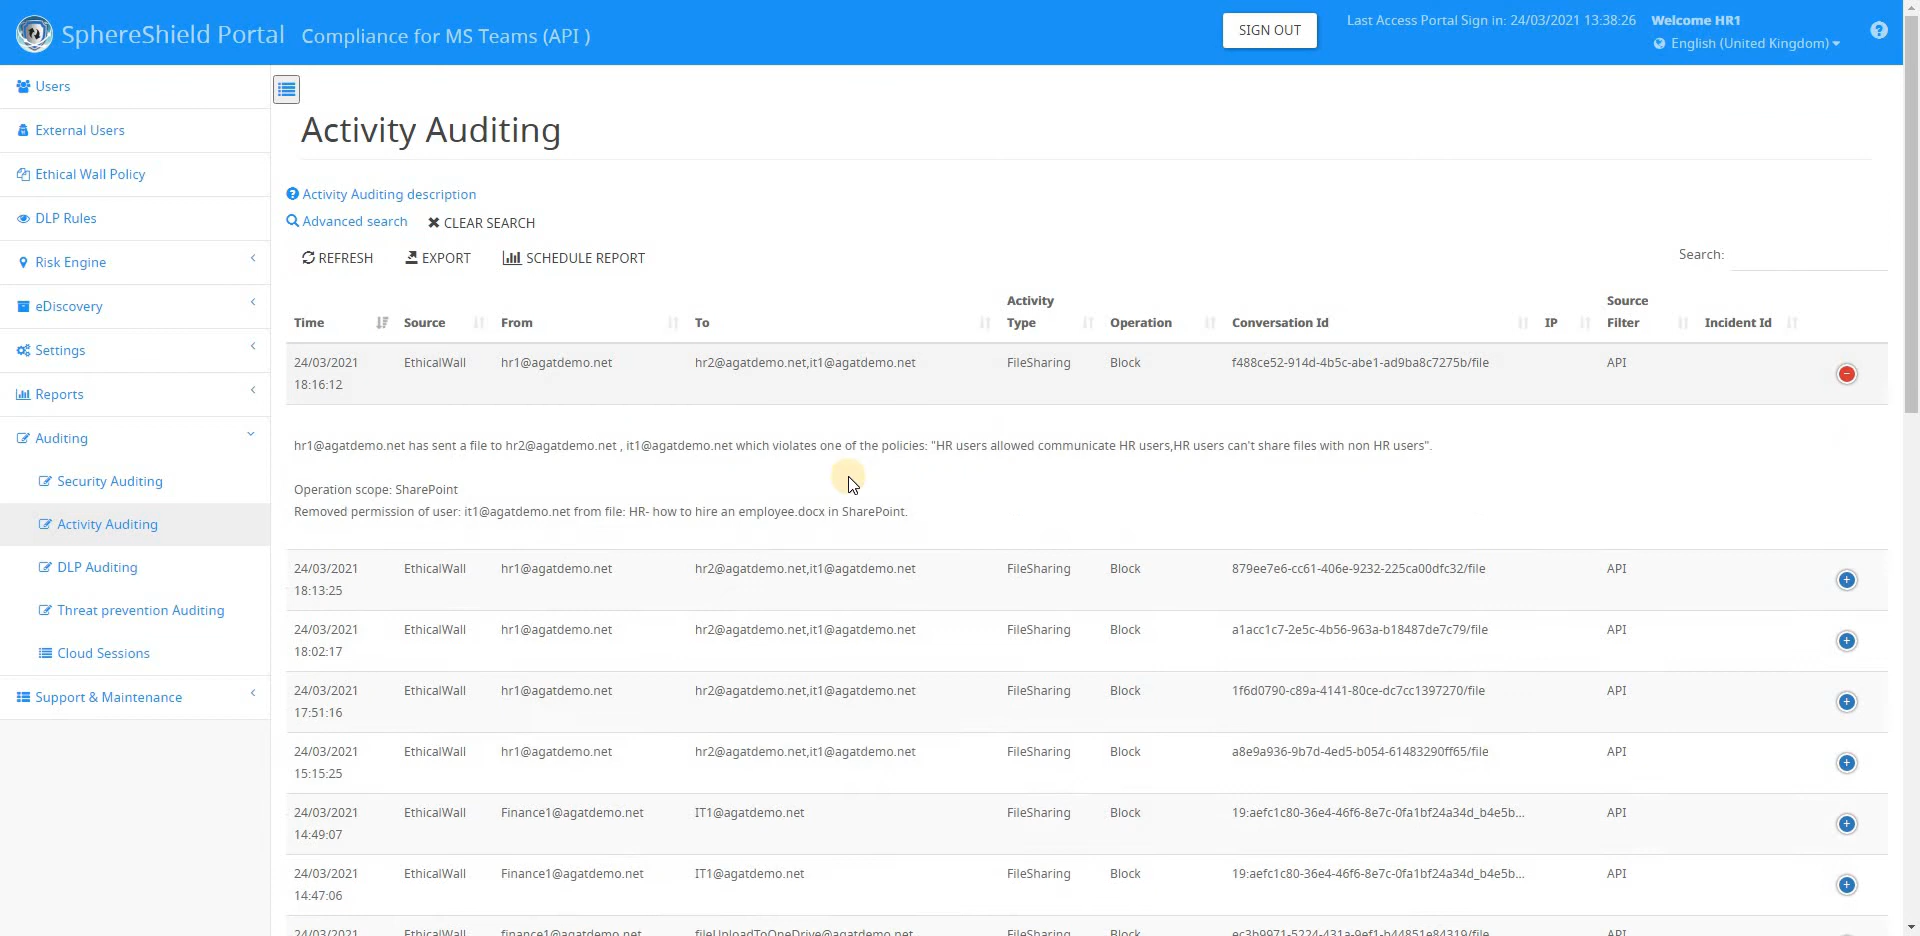 SphereShield Portal Compliance for MS Teams (API )
SIGN OUT
Last Access Portal Sign in: 24/03/2021 13:38:26 Welcome HR1
English (United Kingdom)
Users
External Users
Ethical Wall Policy
DLP Rules
Risk Engine
eDiscovery
Settings
Reports
Auditing
Security Auditing
Activity Auditing
DLP Auditing
Threat prevention Auditing
Cloud Sessions
Support & Maintenance
Activity Auditing
Activity Auditing description
Advanced search CLEAR SEARCH
REFRESH EXPORT SCHEDULE REPORT Search:
Time Source From To Activity Type Operation Conversation Id IP Source Filter Incident Id
24/03/2021 EthicalWall hr1@agatdemo.net hr2@agatdemo.net,it1@agatdemo.net FileSharing Block f488ce52-914d-4b5c-abe1-ad9ba8c7275b/file API
18:16:12
hr1@agatdemo.net has sent a file to hr2@agatdemo.net , it1@agatdemo.net which violates one of the policies: "HR users allowed communicate HR users,HR users can't share files with non HR users".
Operation scope: SharePoint
Removed permission of user: it1@agatdemo.net from file: HR- how to hire an employee.docx in SharePoint.
24/03/2021 EthicalWall hr1@agatdemo.net hr2@agatdemo.net,it1@agatdemo.net FileSharing Block 879ee7e6-cc61-406e-9232-225ca00dfc32/file API
18:13:25
24/03/2021 EthicalWall hr1@agatdemo.net hr2@agatdemo.net,it1@agatdemo.net FileSharing Block a1acc1c7-2e5c-4b56-963a-b18487de7c79/file API
18:02:17
24/03/2021 EthicalWall hr1@agatdemo.net hr2@agatdemo.net,it1@agatdemo.net FileSharing Block 1f6d0790-c89a-4141-80ce-dc7cc1397270/file API
17:51:16
24/03/2021 EthicalWall hr1@agatdemo.net hr2@agatdemo.net,it1@agatdemo.net FileSharing Block a8e9a936-9b7d-4ed5-b054-61483290ff65/file API
15:15:25
24/03/2021 EthicalWall Finance1@agatdemo.net IT1@agatdemo.net FileSharing Block 19:aefc1c80-36e4-46f6-8e7c-0fa1bf24a34d_b4e5b... API
14:49:07
24/03/2021 EthicalWall Finance1@agatdemo.net IT1@agatdemo.net FileSharing Block 19:aefc1c80-36e4-46f6-8e7c-0fa1bf24a34d_b4e5b... API
14:47:06
24/03/2021 EthicalWall finance1@agatdemo.net fileUploadToOneDrive@agatdemo.net FileSharing Block API